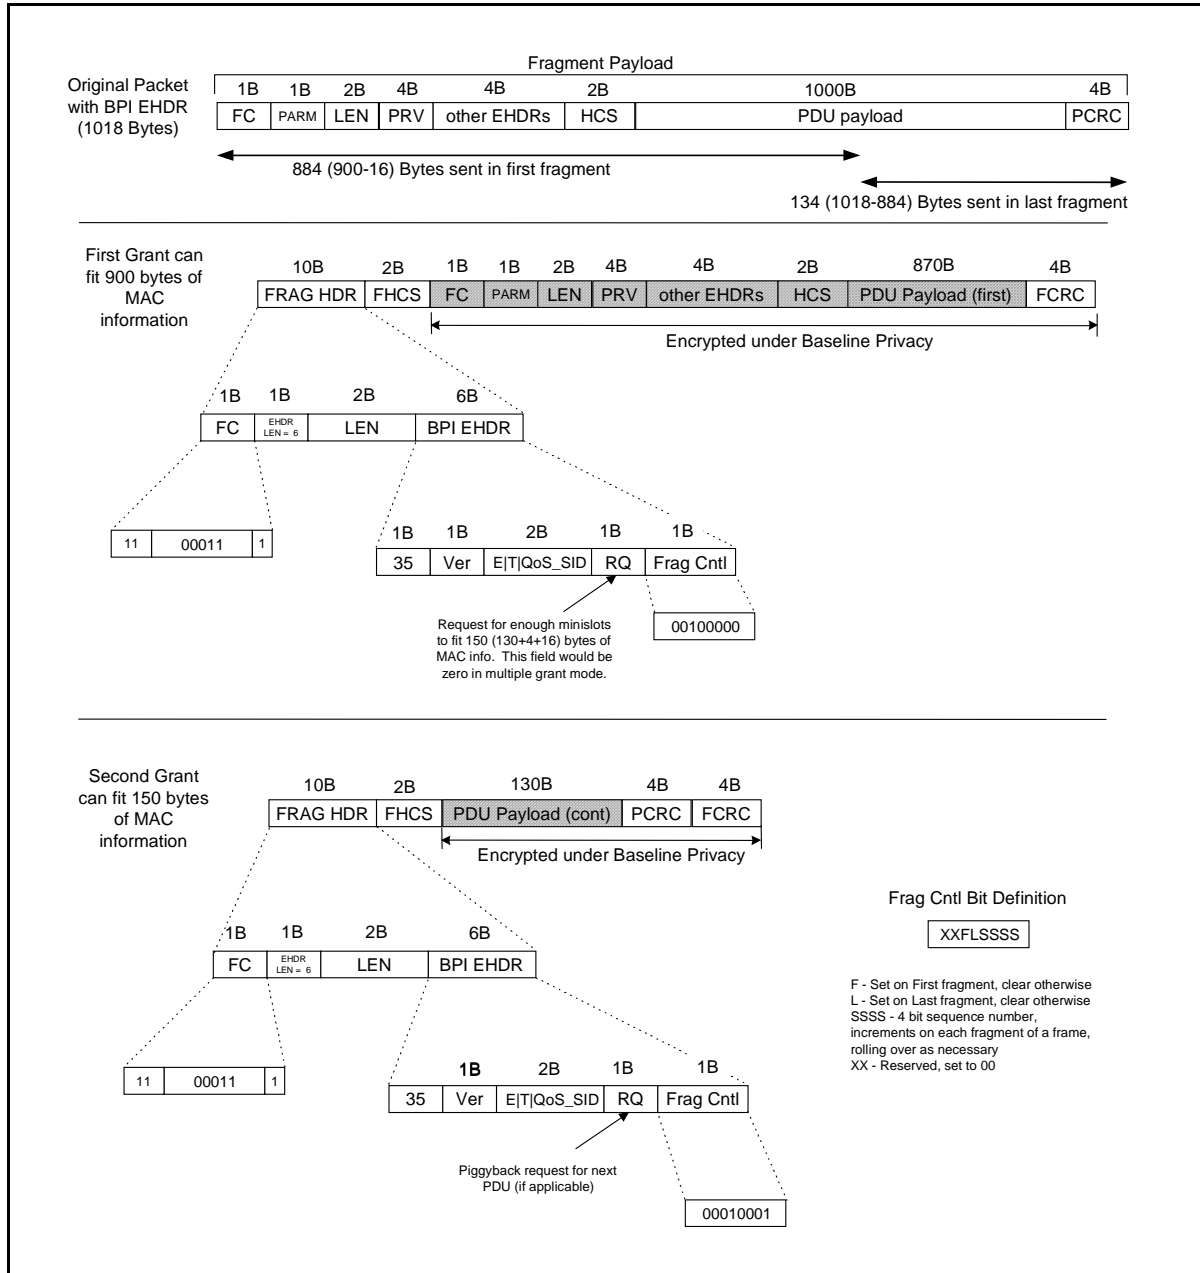 Fragment Payload
Original Packet
with BPI EHDR
(1018 Bytes)
1B 1B 2B 4B 4B 2B 1000B 4B
FC PARM LEN PRV other EHDRs HCS PDU payload PCRC
884 (900-16) Bytes sent in first fragment
134 (1018-884) Bytes sent in last fragment
First Grant can
fit 900 bytes of
MAC
information
10B 2B 1B 1B 2B 4B 4B 2B 870B 4B
FRAG HDR FHCS FC PARM LEN PRV other EHDRs HCS PDU Payload (first) FCRC
Encrypted under Baseline Privacy
1B 1B 2B 6B
FC EHDR LEN = 6 LEN BPI EHDR
11 00011 1
1B 1B 2B 1B 1B
35 Ver E|T|QoS_SID RQ Frag Cntl
Request for enough minislots
to fit 150 (130+4+16) bytes of
MAC info. This field would be
zero in multiple grant mode.
00100000
Second Grant
can fit 150 bytes
of MAC
information
10B 2B 130B 4B 4B
FRAG HDR FHCS PDU Payload (cont) PCRC FCRC
Encrypted under Baseline Privacy
1B 1B 2B 6B
FC EHDR LEN = 6 LEN BPI EHDR
11 00011 1
1B 2B 1B 1B
35 Ver E|T|QoS_SID RQ Frag Cntl
Piggyback request for next
PDU (if applicable)
00010001
Frag Cntl Bit Definition
XXFLSSSS
F - Set on First fragment, clear otherwise
L - Set on Last fragment, clear otherwise
SSSS - 4 bit sequence number,
increments on each fragment of a frame,
rolling over as necessary
XX - Reserved, set to 00